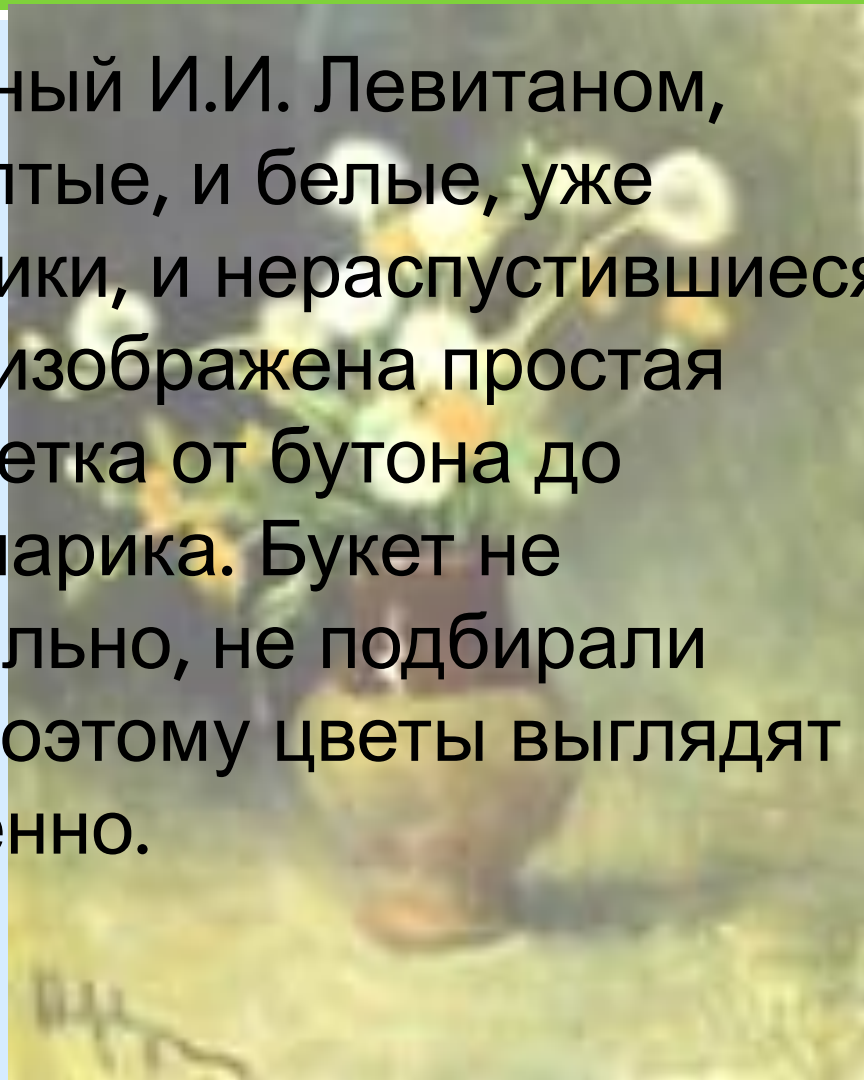 ный И.И. Левитаном,
лтые, и белые, уже
ики, и нераспустившиеся
изображена простая
етка от бутона до
арика. Букет не
льно, не подбирали
оэтому цветы выглядят
енно.